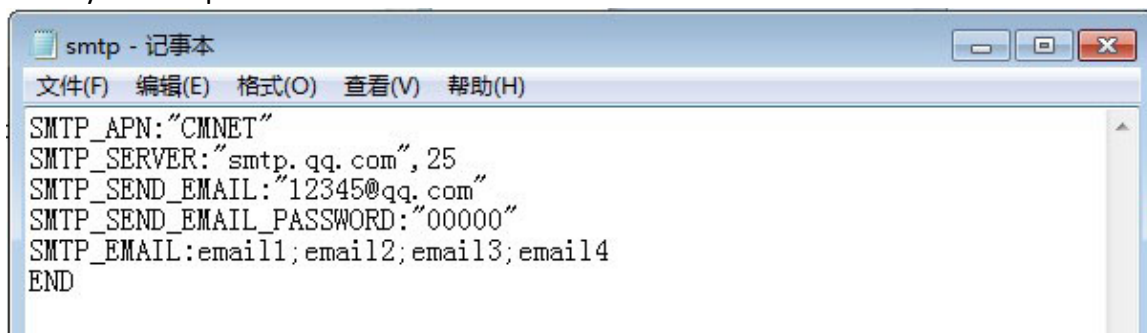 smtp - 记事本
文件(F) 编辑(E) 格式(O) 查看(V) 帮助(H)
SMTP_APN:"CMNET"
SMTP_SERVER:"smtp.qq.com",25
SMTP_SEND_EMAIL:"12345@qq.com"
SMTP_SEND_EMAIL_PASSWORD:"00000"
SMTP_EMAIL:email1;email2;email3;email4
END